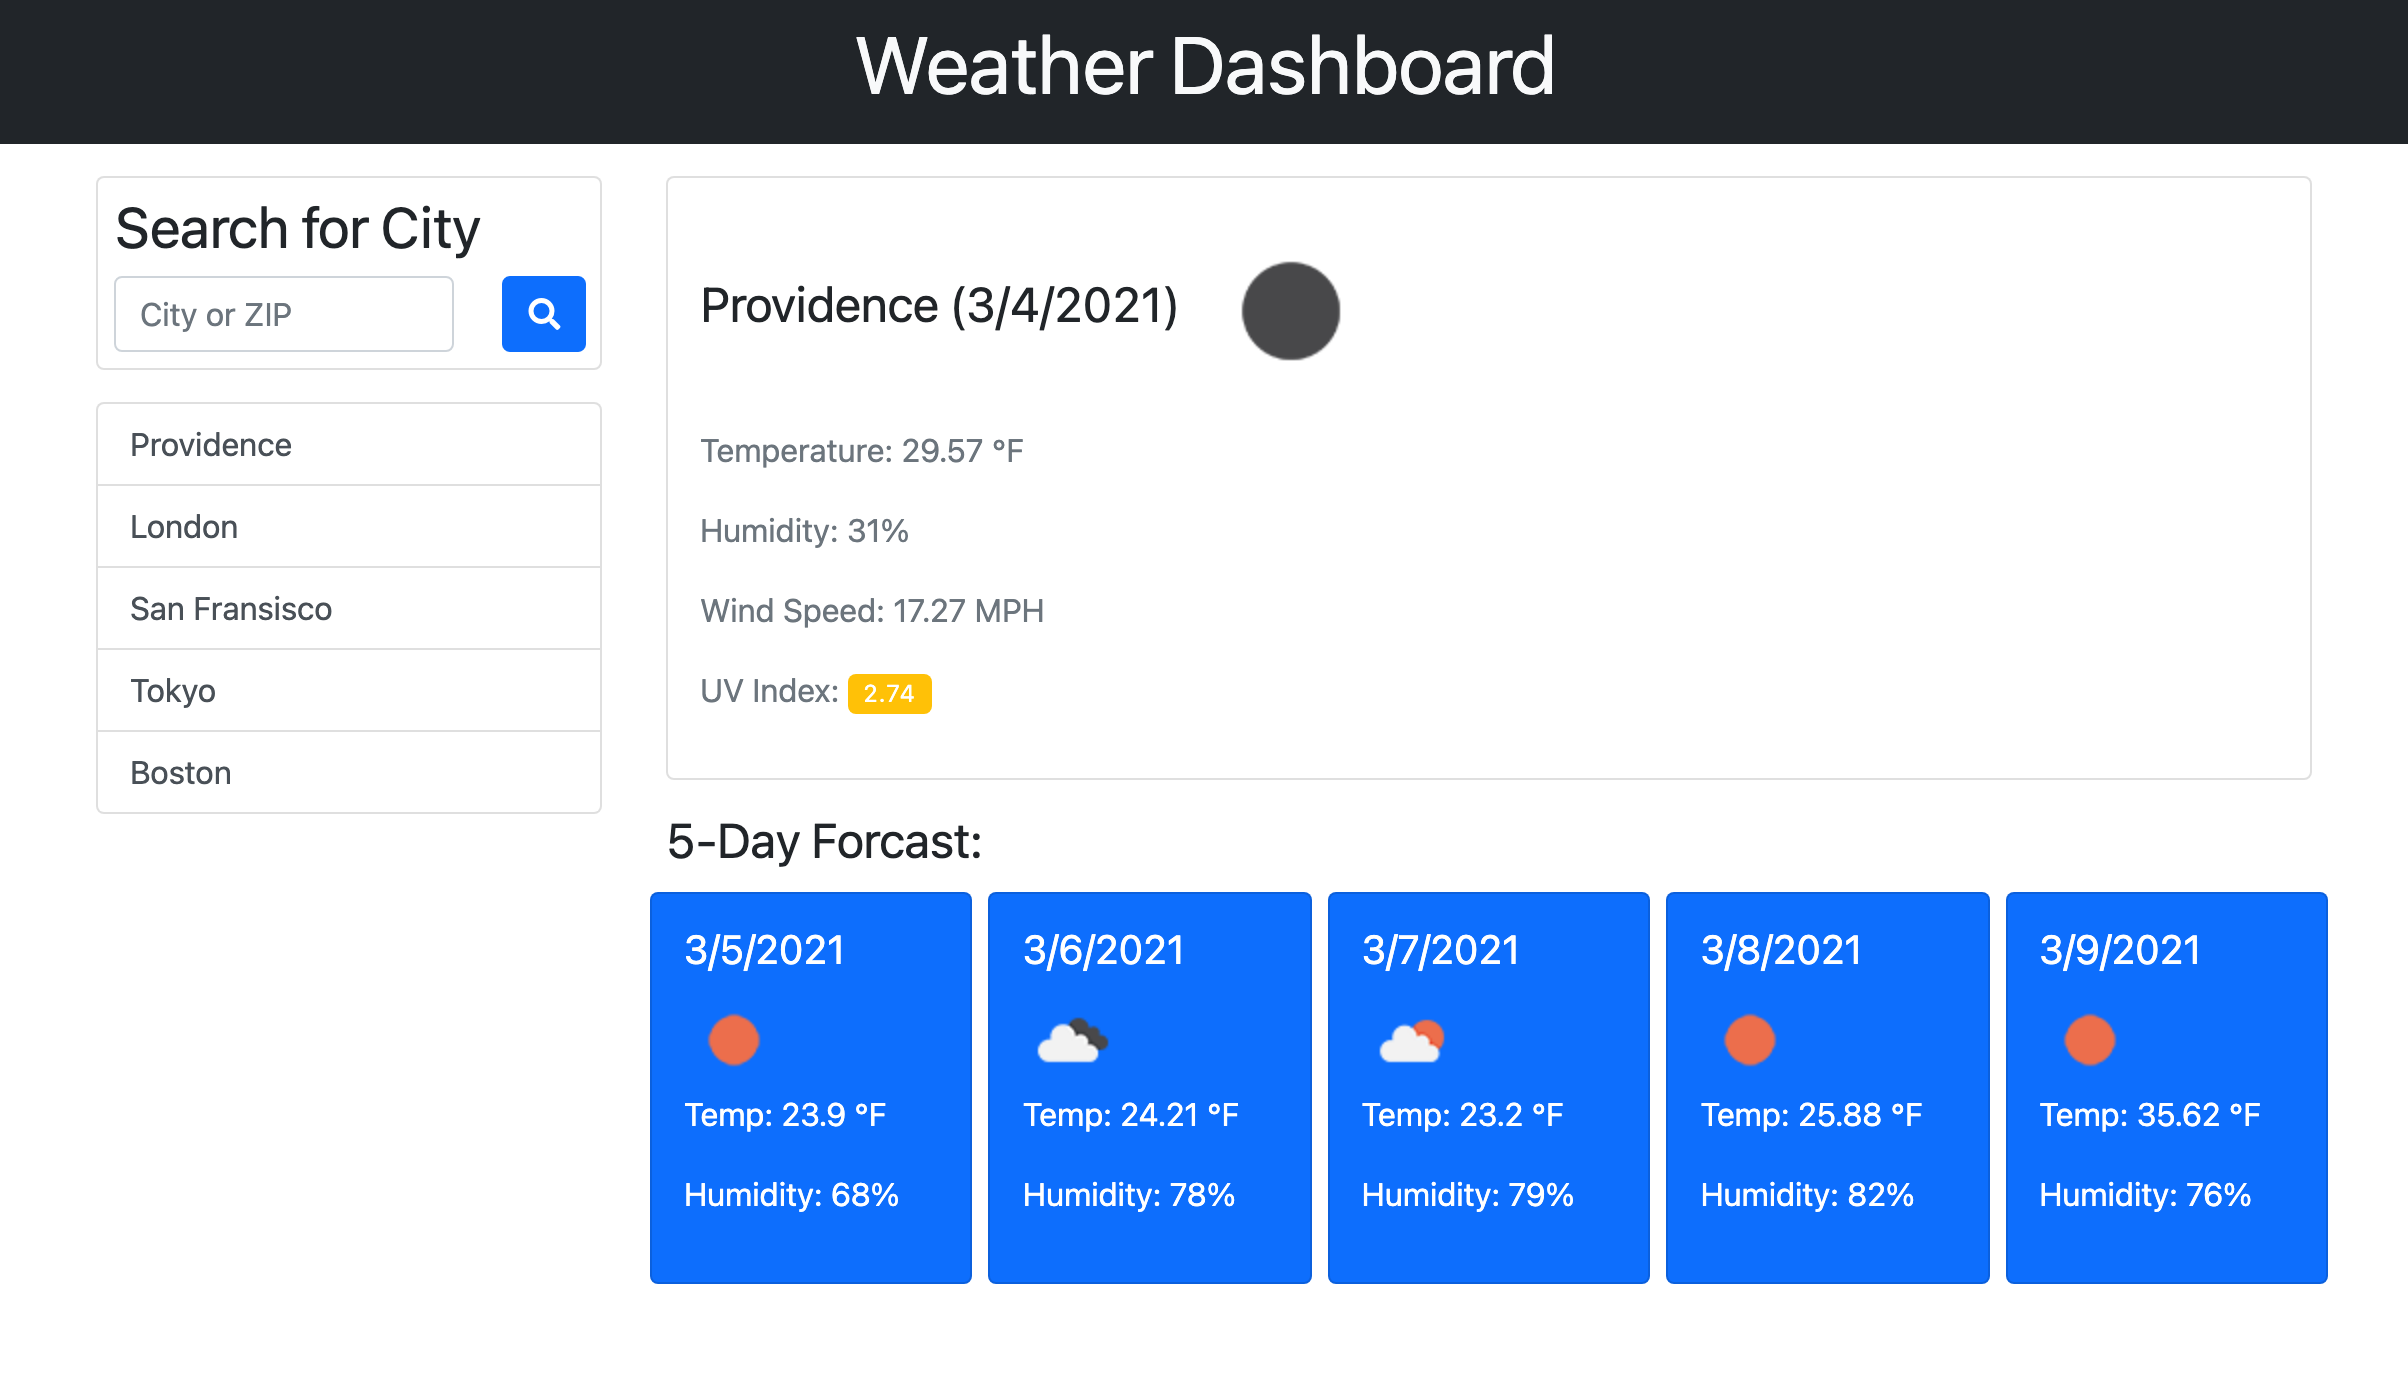 Weather Dashboard
Search for City
City or ZIP
Providence
London
San Fransisco
Tokyo
Boston
Providence (3/4/2021)
Temperature: 29.57 °F
Humidity: 31%
Wind Speed: 17.27 MPH
UV Index: 2.74
5-Day Forcast:
3/5/2021
Temp: 23.9 °F
Humidity: 68%
3/6/2021
Temp: 24.21 °F
Humidity: 78%
3/7/2021
Temp: 23.2 °F
Humidity: 79%
3/8/2021
Temp: 25.88 °F
Humidity: 82%
3/9/2021
Temp: 35.62 °F
Humidity: 76%